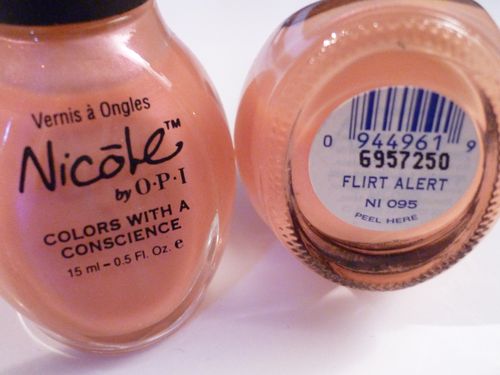 Vernis à Ongles
Nicôle™
by O·P·I
COLORS WITH A
CONSCIENCE
15 ml – 0.5 Fl. Oz. e
0 944961 9
6957250
FLIRT ALERT
NI 095
PEEL HERE